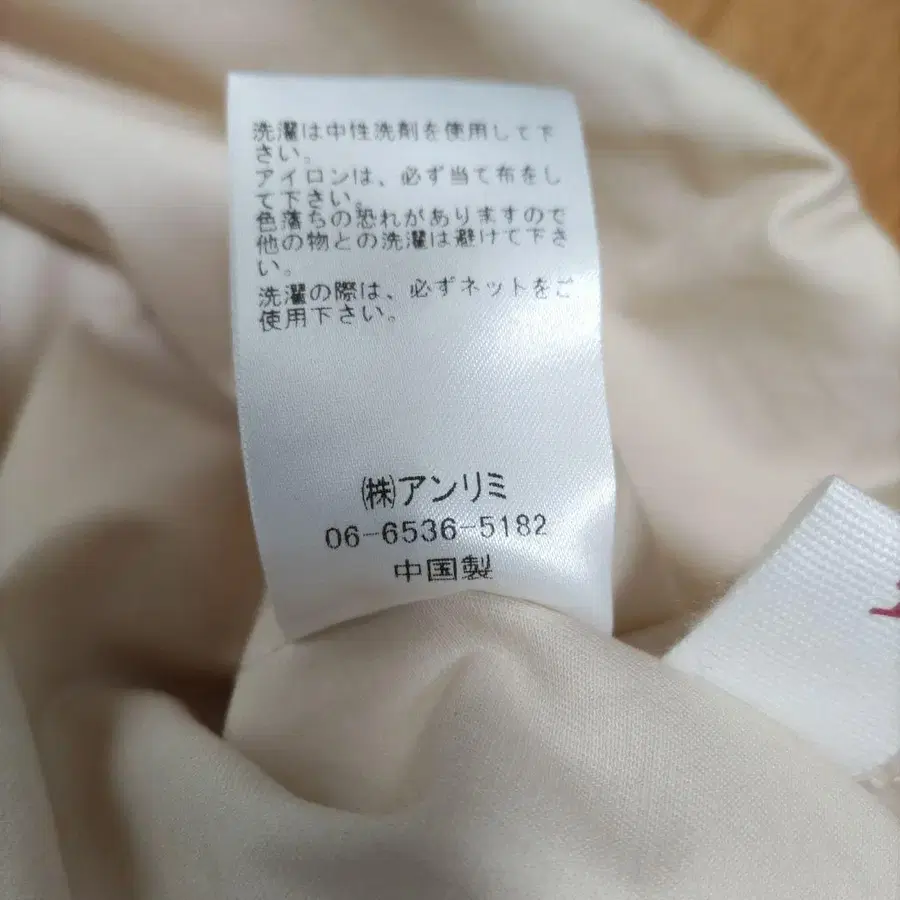 洗濯は中性洗剤を使用して下
さい。
アイロンは、必ず当て布をし
て下さい。
色落ちの恐れがありますので
他の物との洗濯は避けて下さ
い。
洗濯の際は、必ずネットをご
使用下さい。
㈱アンリミ
06-6536-5182
中国製